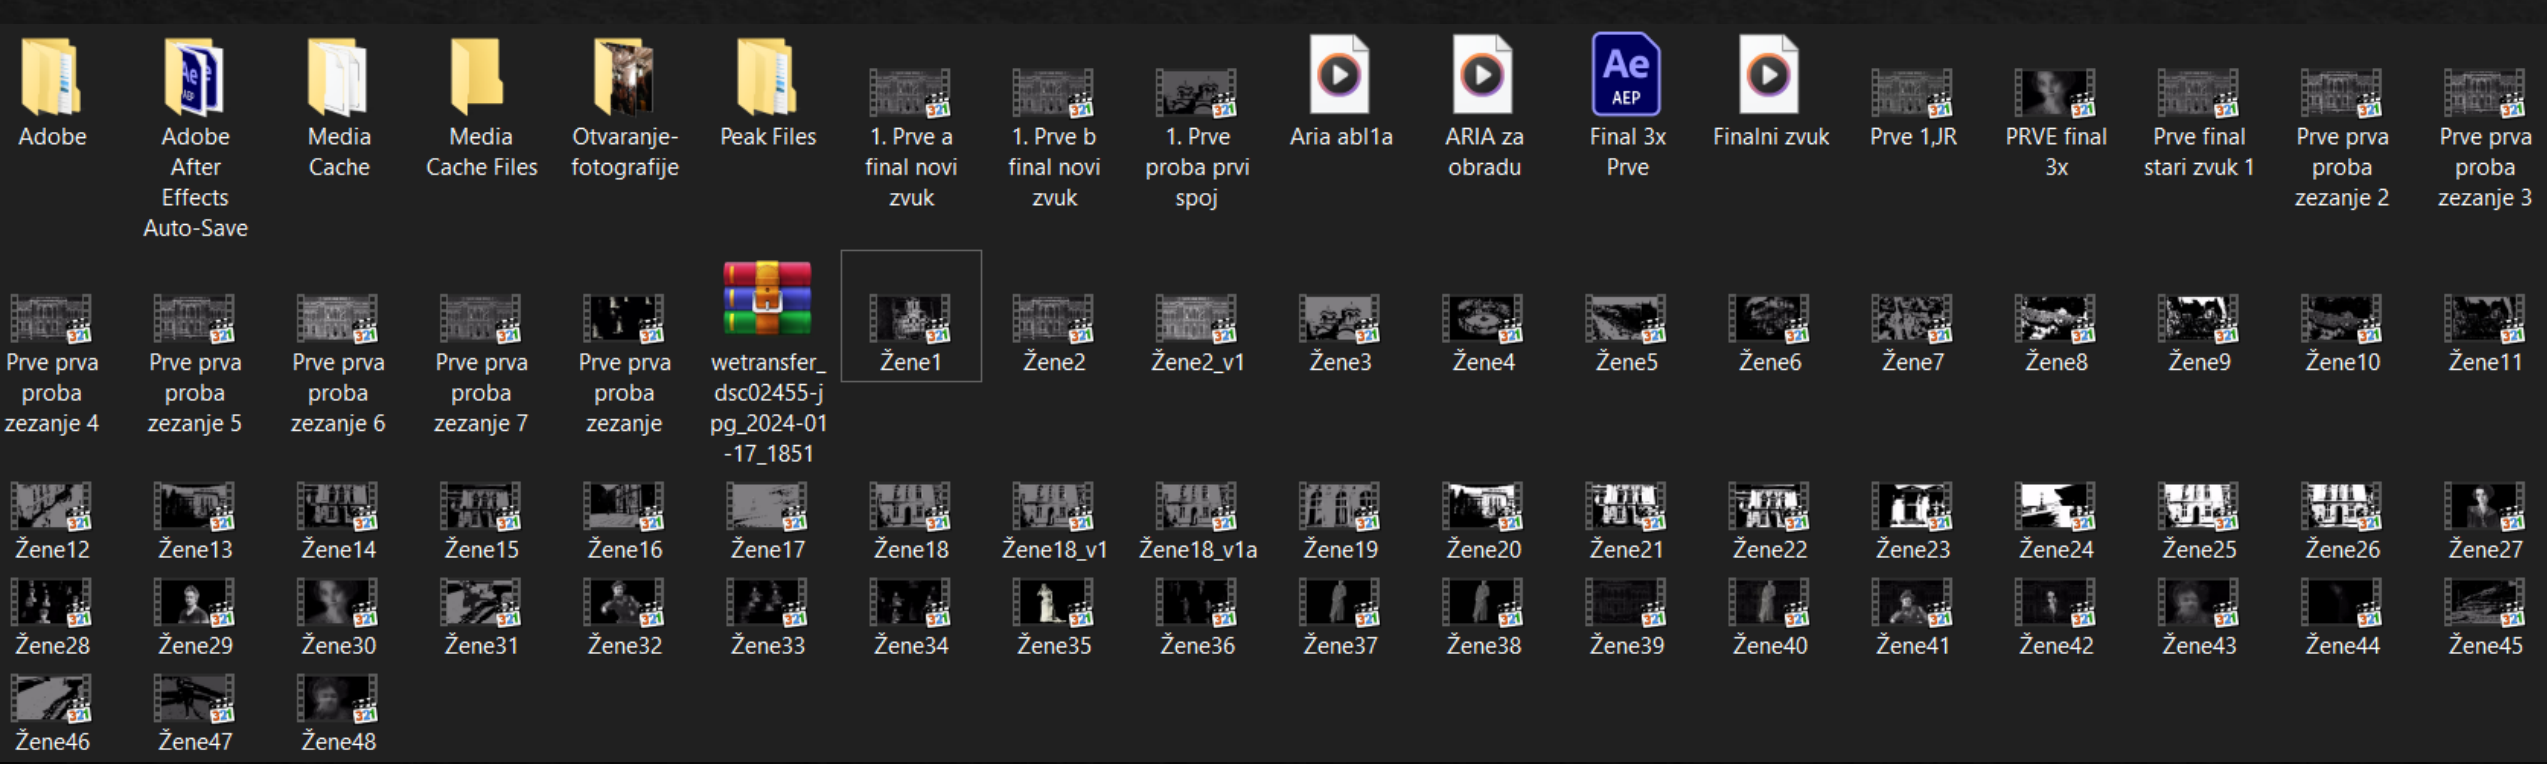 Adobe
Adobe
After
Effects
Auto-Save
Media
Cache
Media
Cache Files
Otvaranje-
fotografije
Peak Files
1. Prve a
final novi
zvuk
1. Prve b
final novi
zvuk
1. Prve
proba prvi
spoj
Aria abl1a
ARIA za
obradu
Ae
AEP
Final 3x
Prve
Finalni zvuk
Prve 1,JR
PRVE final
3x
Prve final
stari zvuk 1
Prve prva
proba
zezanje 2
Prve prva
proba
zezanje 3
Prve prva
proba
zezanje 4
Prve prva
proba
zezanje 5
Prve prva
proba
zezanje 6
Prve prva
proba
zezanje 7
Prve prva
proba
zezanje
wetransfer_
dsc02455-j
pg_2024-01
-17_1851
Žene1
Žene2
Žene2_v1
Žene3
Žene4
Žene5
Žene6
Žene7
Žene8
Žene9
Žene10
Žene11
Žene12
Žene13
Žene14
Žene15
Žene16
Žene17
Žene18
Žene18_v1
Žene18_v1a
Žene19
Žene20
Žene21
Žene22
Žene23
Žene24
Žene25
Žene26
Žene27
Žene28
Žene29
Žene30
Žene31
Žene32
Žene33
Žene34
Žene35
Žene36
Žene37
Žene38
Žene39
Žene40
Žene41
Žene42
Žene43
Žene44
Žene45
Žene46
Žene47
Žene48